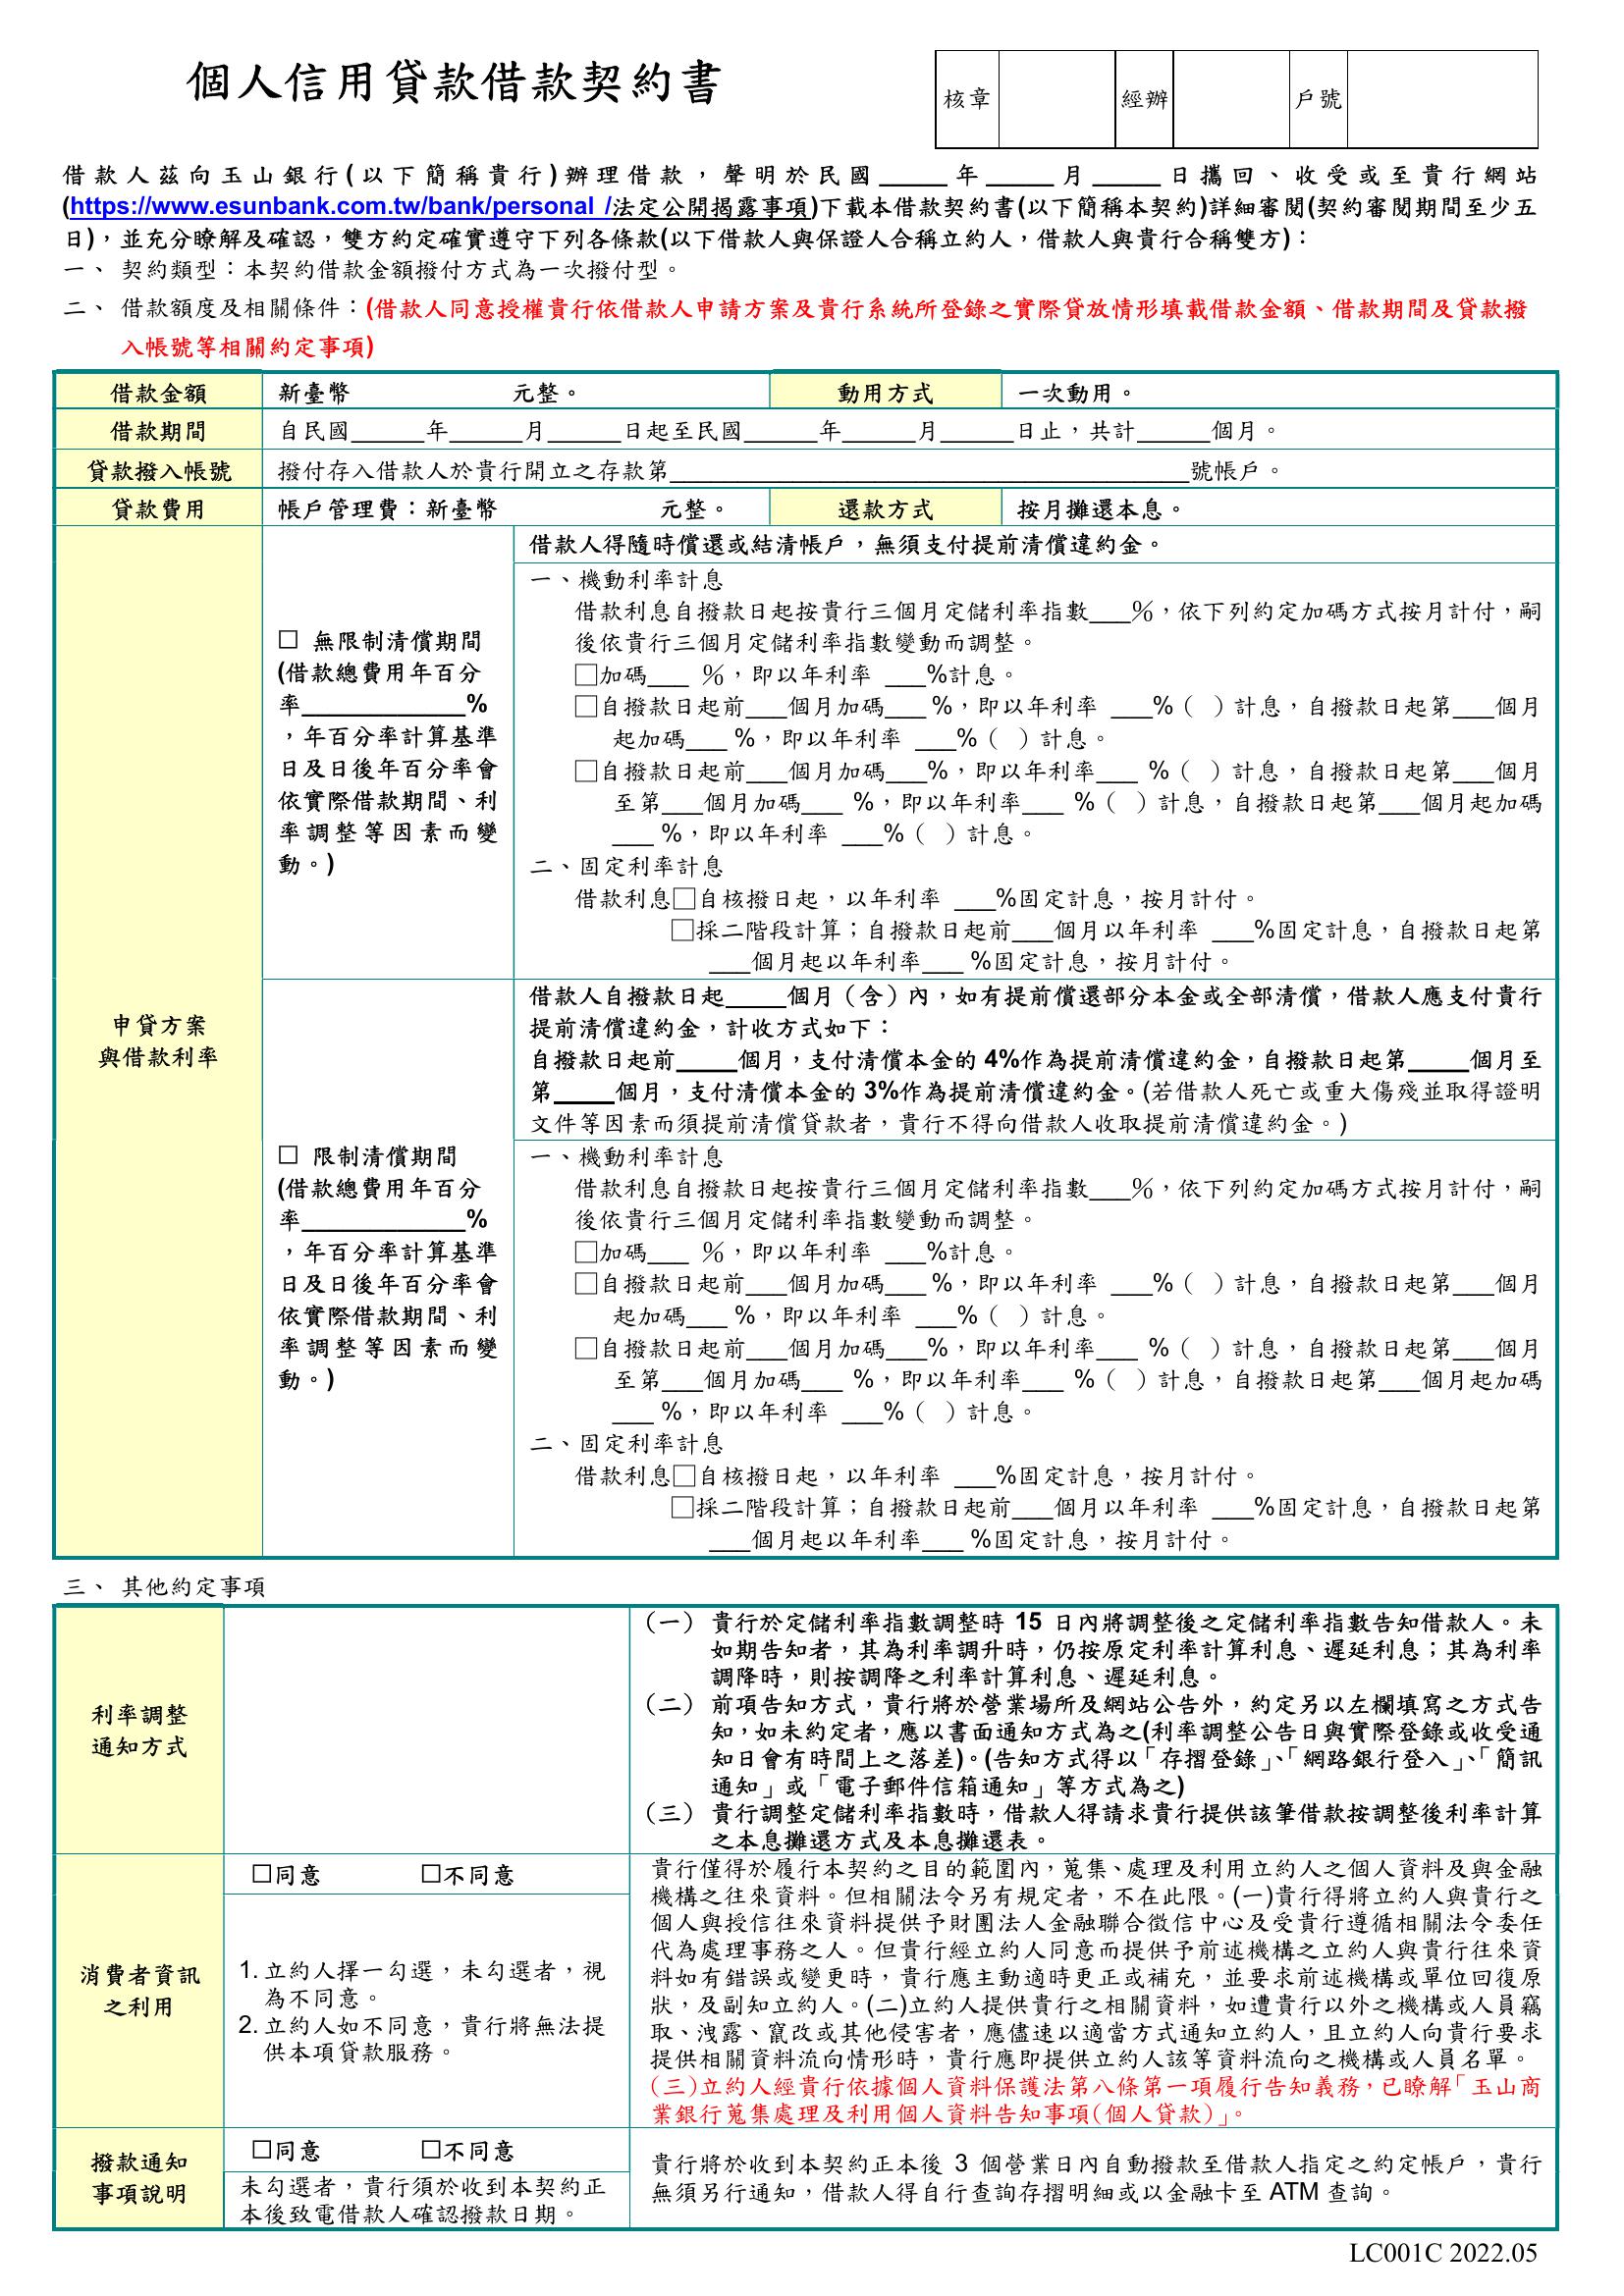 個人信用貸款借款契約書
核章 經辦 戶號
借款人茲向玉山銀行(以下簡稱貴行)辦理借款，聲明於民國_____年_____月_____日攜回、收受或至貴行網站
(https://www.esunbank.com.tw/bank/personal /法定公開揭露事項)下載本借款契約書(以下簡稱本契約)詳細審閱(契約審閱期間至少五
日)，並充分瞭解及確認，雙方約定確實遵守下列各條款(以下借款人與保證人合稱立約人，借款人與貴行合稱雙方)：
一、 契約類型：本契約借款金額撥付方式為一次撥付型。
二、 借款額度及相關條件：(借款人同意授權貴行依借款人申請方案及貴行系統所登錄之實際貸放情形填載借款金額、借款期間及貸款撥
入帳號等相關約定事項)
借款金額 新臺幣 元整。 動用方式 一次動用。
借款期間 自民國______年______月______日起至民國______年______月______日止，共計______個月。
貸款撥入帳號 撥付存入借款人於貴行開立之存款第__________________________________________號帳戶。
貸款費用 帳戶管理費：新臺幣 元整。 還款方式 按月攤還本息。
申貸方案
與借款利率
☐ 無限制清償期間
(借款總費用年百分
率_____________%
，年百分率計算基準
日及日後年百分率會
依實際借款期間、利
率調整等因素而變
動。)
借款人得隨時償還或結清帳戶，無須支付提前清償違約金。
一、機動利率計息
借款利息自撥款日起按貴行三個月定儲利率指數___%，依下列約定加碼方式按月計付，嗣
後依貴行三個月定儲利率指數變動而調整。
□加碼___ %，即以年利率 ___%計息。
□自撥款日起前___個月加碼___ %，即以年利率 ___%（ ）計息，自撥款日起第___個月
起加碼___ %，即以年利率 ___%（ ）計息。
□自撥款日起前___個月加碼___%，即以年利率___ %（ ）計息，自撥款日起第___個月
至第___個月加碼___ %，即以年利率___ %（ ）計息，自撥款日起第___個月起加碼
___ %，即以年利率 ___%（ ）計息。
二、固定利率計息
借款利息□自核撥日起，以年利率 ___%固定計息，按月計付。
□採二階段計算；自撥款日起前___個月以年利率 ___%固定計息，自撥款日起第
___個月起以年利率___ %固定計息，按月計付。
☐ 限制清償期間
(借款總費用年百分
率_____________%
，年百分率計算基準
日及日後年百分率會
依實際借款期間、利
率調整等因素而變
動。)
借款人自撥款日起_____個月（含）內，如有提前償還部分本金或全部清償，借款人應支付貴行
提前清償違約金，計收方式如下：
自撥款日起前_____個月，支付清償本金的 4%作為提前清償違約金，自撥款日起第_____個月至
第_____個月，支付清償本金的 3%作為提前清償違約金。(若借款人死亡或重大傷殘並取得證明
文件等因素而須提前清償貸款者，貴行不得向借款人收取提前清償違約金。)
一、機動利率計息
借款利息自撥款日起按貴行三個月定儲利率指數___%，依下列約定加碼方式按月計付，嗣
後依貴行三個月定儲利率指數變動而調整。
□加碼___ %，即以年利率 ___%計息。
□自撥款日起前___個月加碼___ %，即以年利率 ___%（ ）計息，自撥款日起第___個月
起加碼___ %，即以年利率 ___%（ ）計息。
□自撥款日起前___個月加碼___%，即以年利率___ %（ ）計息，自撥款日起第___個月
至第___個月加碼___ %，即以年利率___ %（ ）計息，自撥款日起第___個月起加碼
___ %，即以年利率 ___%（ ）計息。
二、固定利率計息
借款利息□自核撥日起，以年利率 ___%固定計息，按月計付。
□採二階段計算；自撥款日起前___個月以年利率 ___%固定計息，自撥款日起第
___個月起以年利率___ %固定計息，按月計付。
三、 其他約定事項
利率調整
通知方式
（一） 貴行於定儲利率指數調整時 15 日內將調整後之定儲利率指數告知借款人。未
如期告知者，其為利率調升時，仍按原定利率計算利息、遲延利息；其為利率
調降時，則按調降之利率計算利息、遲延利息。
（二） 前項告知方式，貴行將於營業場所及網站公告外，約定另以左欄填寫之方式告
知，如未約定者，應以書面通知方式為之(利率調整公告日與實際登錄或收受通
知日會有時間上之落差)。(告知方式得以「存摺登錄」、「網路銀行登入」、「簡訊
通知」或「電子郵件信箱通知」等方式為之)
（三） 貴行調整定儲利率指數時，借款人得請求貴行提供該筆借款按調整後利率計算
之本息攤還方式及本息攤還表。
消費者資訊
之利用
☐同意 ☐不同意
1. 立約人擇一勾選，未勾選者，視
為不同意。
2. 立約人如不同意，貴行將無法提
供本項貸款服務。
貴行僅得於履行本契約之目的範圍內，蒐集、處理及利用立約人之個人資料及與金融
機構之往來資料。但相關法令另有規定者，不在此限。(一)貴行得將立約人與貴行之
個人與授信往來資料提供予財團法人金融聯合徵信中心及受貴行遵循相關法令委任
代為處理事務之人。但貴行經立約人同意而提供予前述機構之立約人與貴行往來資
料如有錯誤或變更時，貴行應主動適時更正或補充，並要求前述機構或單位回復原
狀，及副知立約人。(二)立約人提供貴行之相關資料，如遭貴行以外之機構或人員竊
取、洩露、竄改或其他侵害者，應儘速以適當方式通知立約人，且立約人向貴行要求
提供相關資料流向情形時，貴行應即提供立約人該等資料流向之機構或人員名單。
(三)立約人經貴行依據個人資料保護法第八條第一項履行告知義務，已瞭解「玉山商
業銀行蒐集處理及利用個人資料告知事項(個人貸款)」。
撥款通知
事項說明
☐同意 ☐不同意
未勾選者，貴行須於收到本契約正
本後致電借款人確認撥款日期。
貴行將於收到本契約正本後 3 個營業日內自動撥款至借款人指定之約定帳戶，貴行
無須另行通知，借款人得自行查詢存摺明細或以金融卡至 ATM 查詢。
LC001C 2022.05